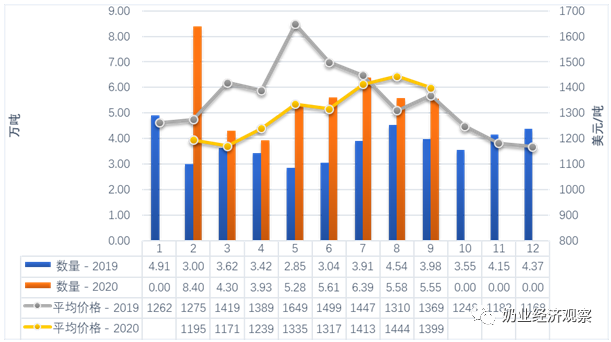 9.00 1700
8.00 1600
7.00 1500
6.00 1400
5.00 1300
4.00 1200
3.00 1100
2.00 1000
1.00 900
0.00 800
万吨
美元/吨
1 2 3 4 5 6 7 8 9 10 11 12
数量 - 2019 4.91 3.00 3.62 3.42 2.85 3.04 3.91 4.54 3.98 3.55 4.15 4.37
数量 - 2020 0.00 8.40 4.30 3.93 5.28 5.61 6.39 5.58 5.55 0.00 0.00 0.00
平均价格 - 2019 1262 1275 1419 1389 1649 1499 1447 1310 1369 1182 1168
平均价格 - 2020 1195 1171 1239 1335 1317 1413 1444 1399
奶业经济观察